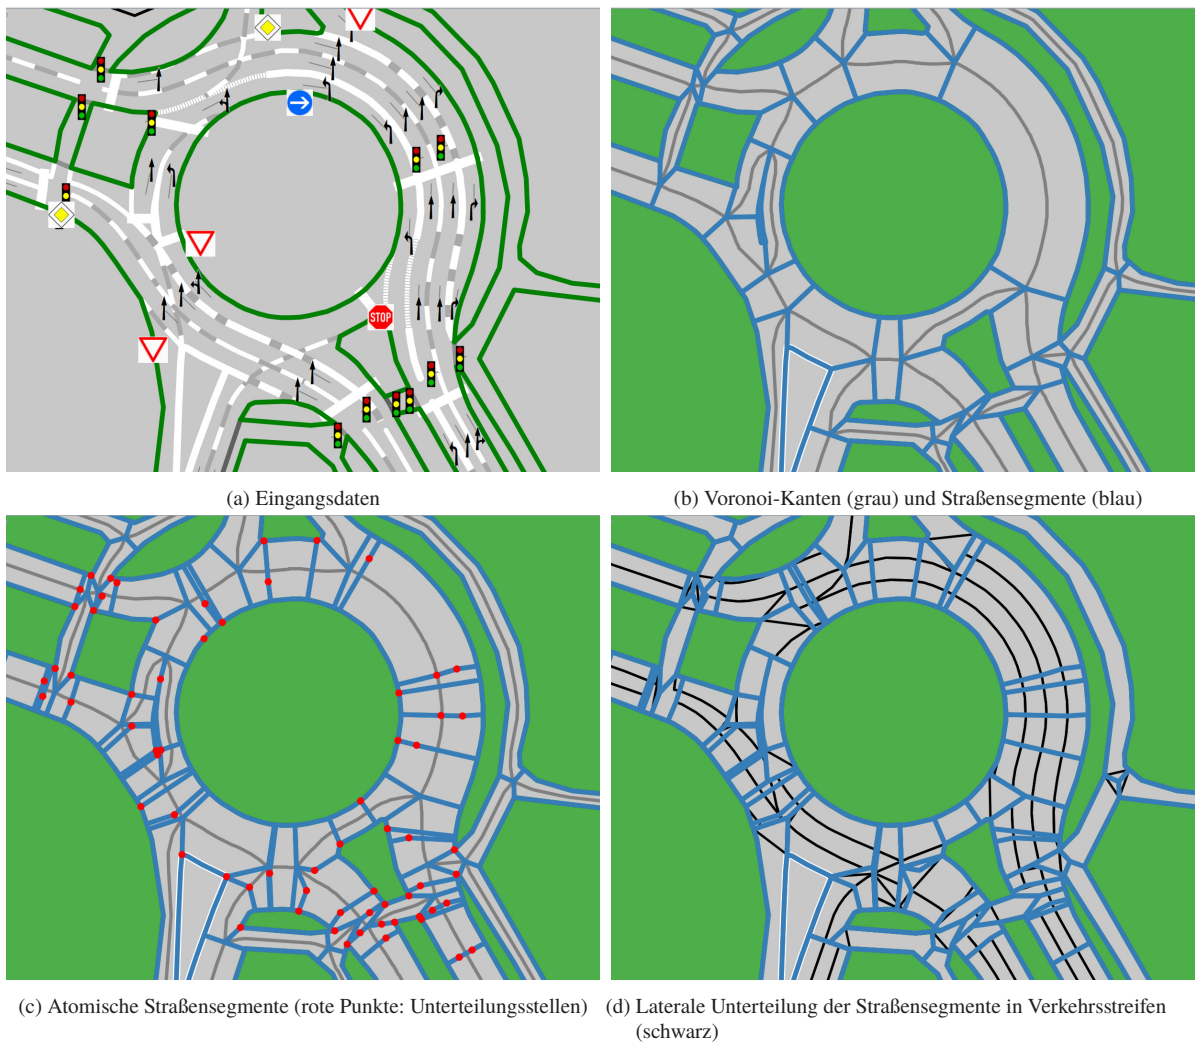 STOP
(a) Eingangsdaten
(b) Voronoi-Kanten (grau) und Straßensegmente (blau)
(c) Atomische Straßensegmente (rote Punkte: Unterteilungsstellen)
(d) Laterale Unterteilung der Straßensegmente in Verkehrsstreifen
(schwarz)